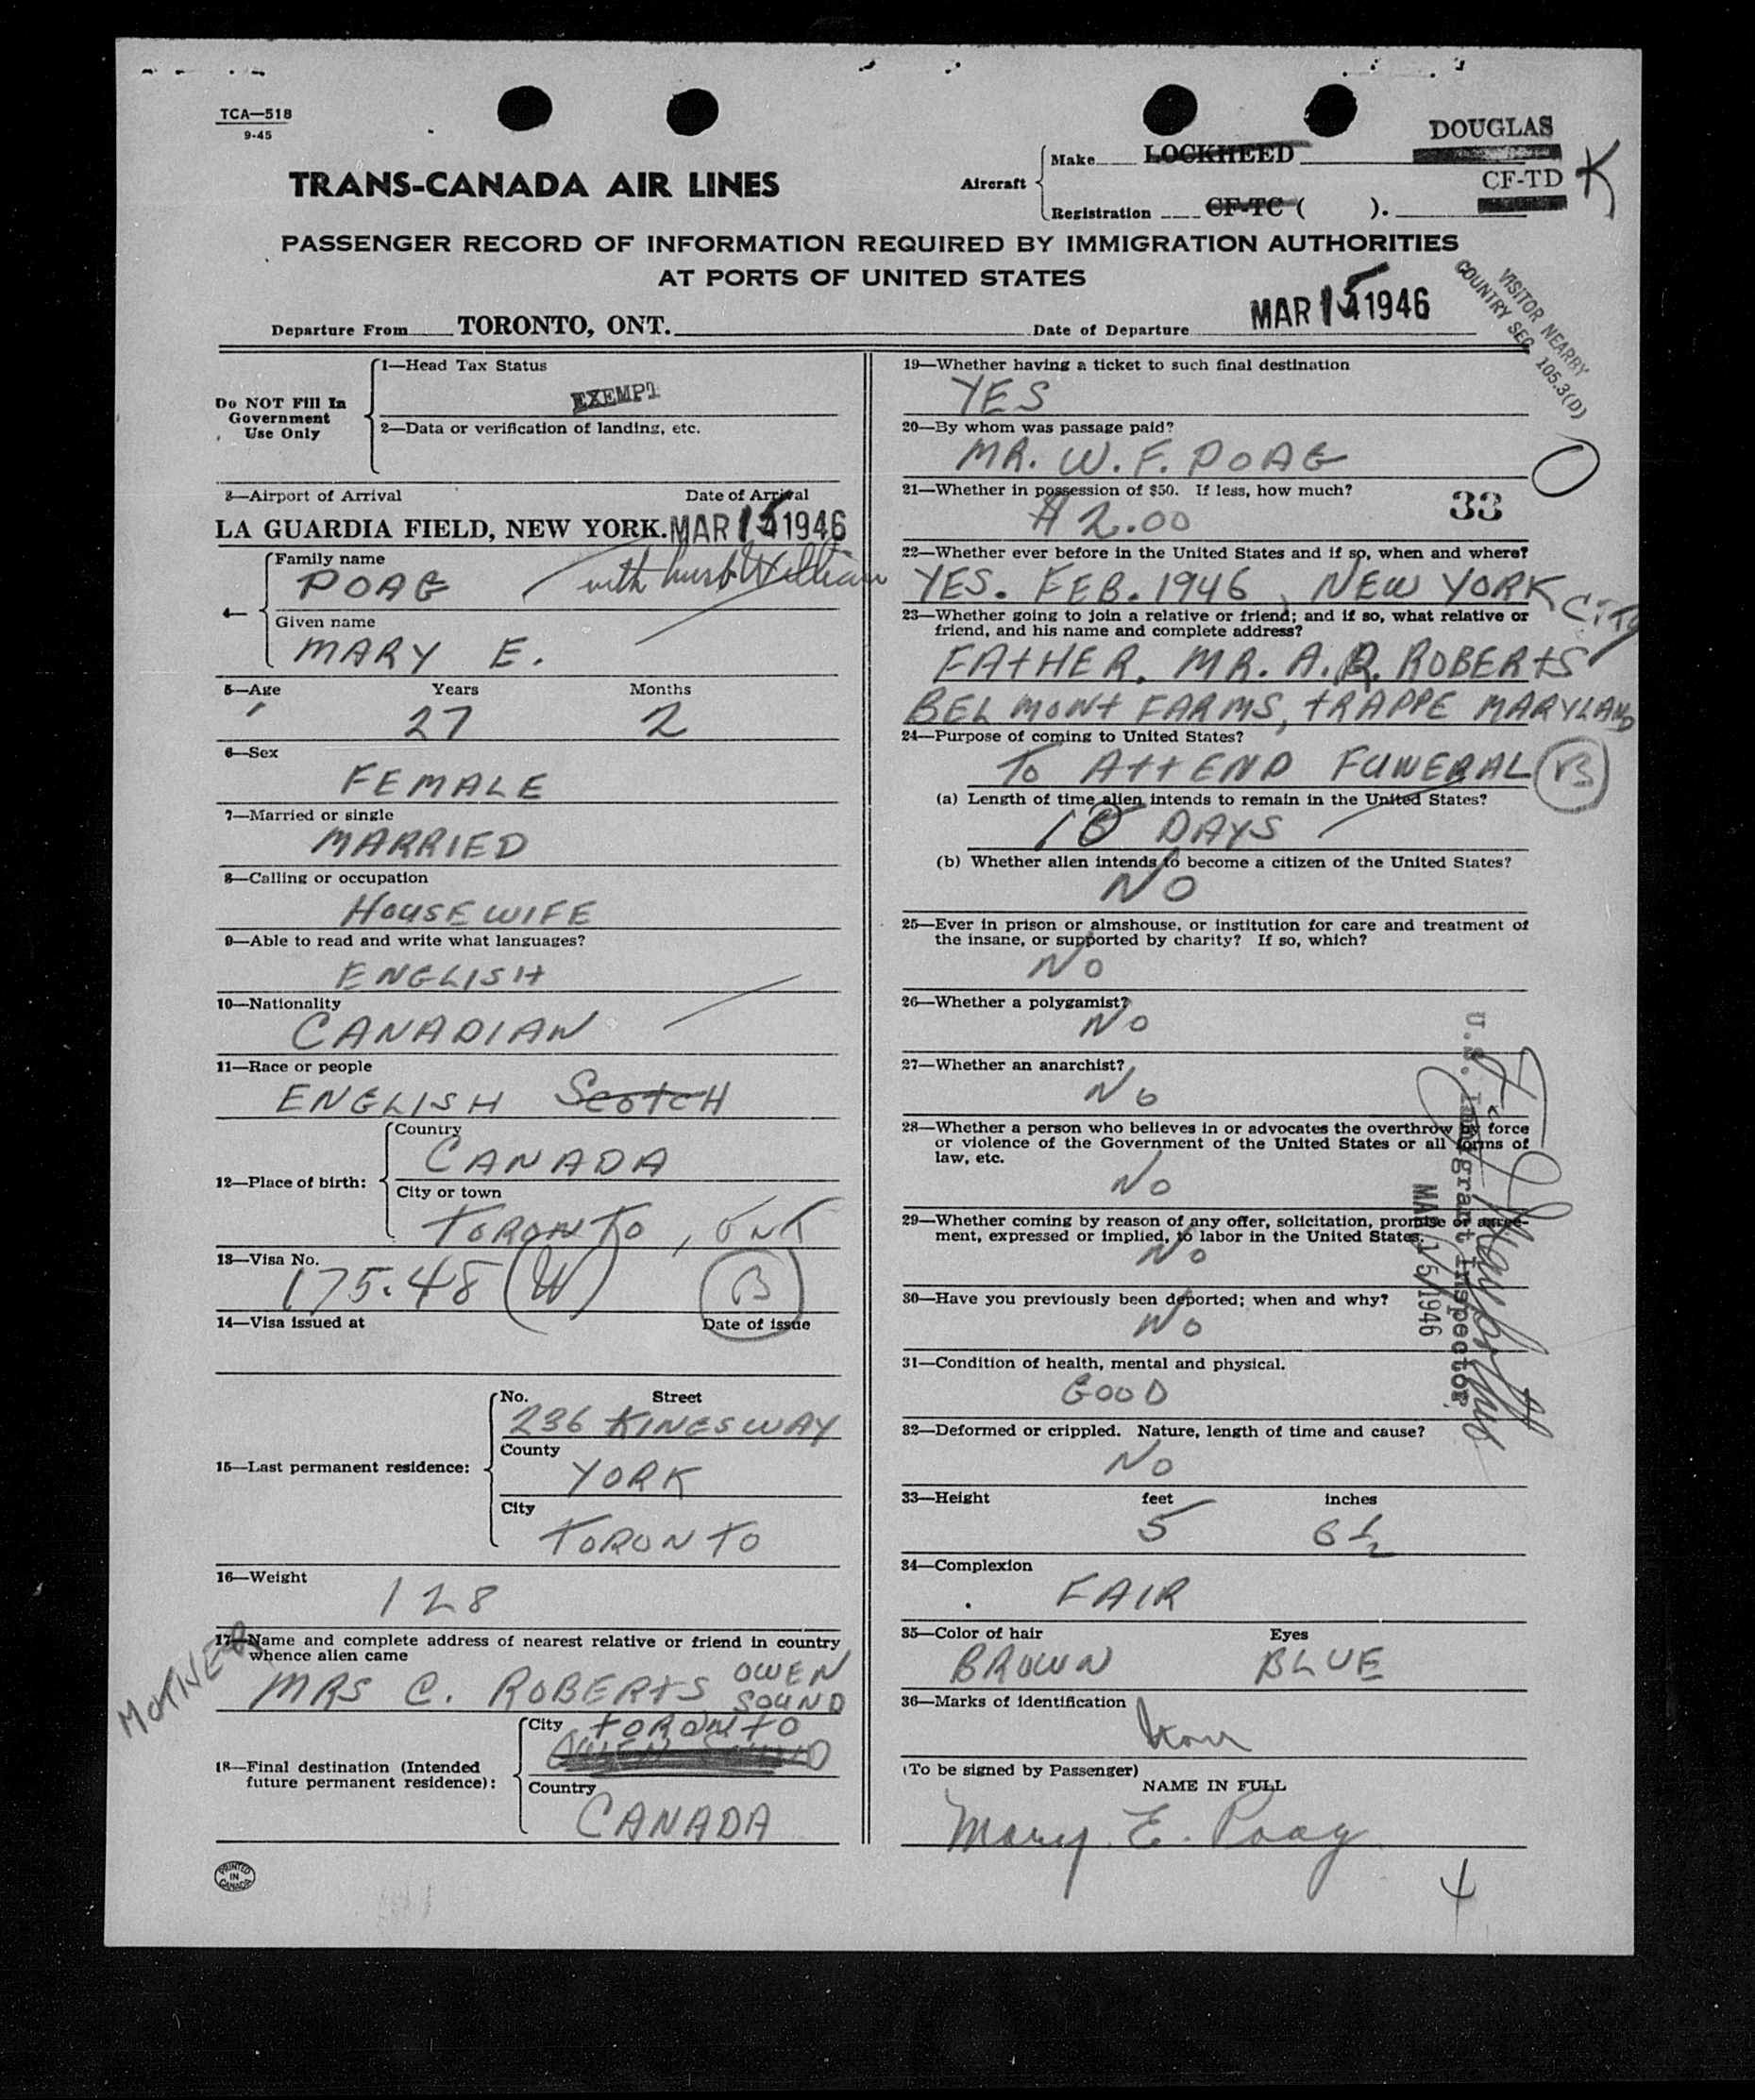 TCA—518
9-45
TRANS-CANADA AIR LINES
Aircraft
Make LOCKHEED
DOUGLAS
Registration CF-TC ( ).
CF-TD K
PASSENGER RECORD OF INFORMATION REQUIRED BY IMMIGRATION AUTHORITIES
AT PORTS OF UNITED STATES
VISITOR NEARBY
COUNTRY SEC. 105.3(D)
Departure From TORONTO, ONT. Date of Departure MAR 15 1946
Do NOT Fill In
Government
Use Only
1—Head Tax Status
EXEMPT
2—Data or verification of landing, etc.
3—Airport of Arrival Date of Arrival
LA GUARDIA FIELD, NEW YORK. MAR 15 1946
4—
Family name
POAG with husb William
Given name
MARY E.
5—Age Years Months
27 2
6—Sex
FEMALE
7—Married or single
MARRIED
8—Calling or occupation
HOUSEWIFE
9—Able to read and write what languages?
ENGLISH
10—Nationality
CANADIAN
11—Race or people
ENGLISH SCOTCH
12—Place of birth:
Country
CANADA
City or town
TORONTO, ONT
13—Visa No.
175.48 (W) B
14—Visa issued at Date of issue
15—Last permanent residence:
No. Street
236 KINGSWAY
County
YORK
City
TORONTO
16—Weight
128
17—Name and complete address of nearest relative or friend in country
whence alien came
MOTHER
MRS C. ROBERTS OWEN
SOUND
18—Final destination (Intended
future permanent residence):
City TORONTO
OWEN SOUND
Country
CANADA
PRINTED
IN
CANADA
19—Whether having a ticket to such final destination
YES
20—By whom was passage paid?
MR. W. F. POAG
O
21—Whether in possession of $50. If less, how much?
$2.00
33
22—Whether ever before in the United States and if so, when and where?
YES. FEB. 1946, NEW YORK CITY
23—Whether going to join a relative or friend; and if so, what relative or
friend, and his name and complete address?
FATHER. MR. A. R. ROBERTS
BELMONT FARMS, TRAPPE MARYLAND
24—Purpose of coming to United States?
TO ATTEND FUNERAL B
(a) Length of time alien intends to remain in the United States?
10 DAYS
(b) Whether alien intends to become a citizen of the United States?
NO
25—Ever in prison or almshouse, or institution for care and treatment of
the insane, or supported by charity? If so, which?
NO
26—Whether a polygamist?
NO
27—Whether an anarchist?
NO
28—Whether a person who believes in or advocates the overthrow by force
or violence of the Government of the United States or all forms of
law, etc.
NO
29—Whether coming by reason of any offer, solicitation, promise or agree-
ment, expressed or implied, to labor in the United States.
NO
30—Have you previously been deported; when and why?
NO
U.S. Immigrant Inspector.
MAR 15 1946
31—Condition of health, mental and physical.
GOOD
32—Deformed or crippled. Nature, length of time and cause?
NO
33—Height feet inches
5 6 1/2
34—Complexion
FAIR
35—Color of hair Eyes
BROWN BLUE
36—Marks of identification
(To be signed by Passenger)
NAME IN FULL
Mary. E. Poag
4